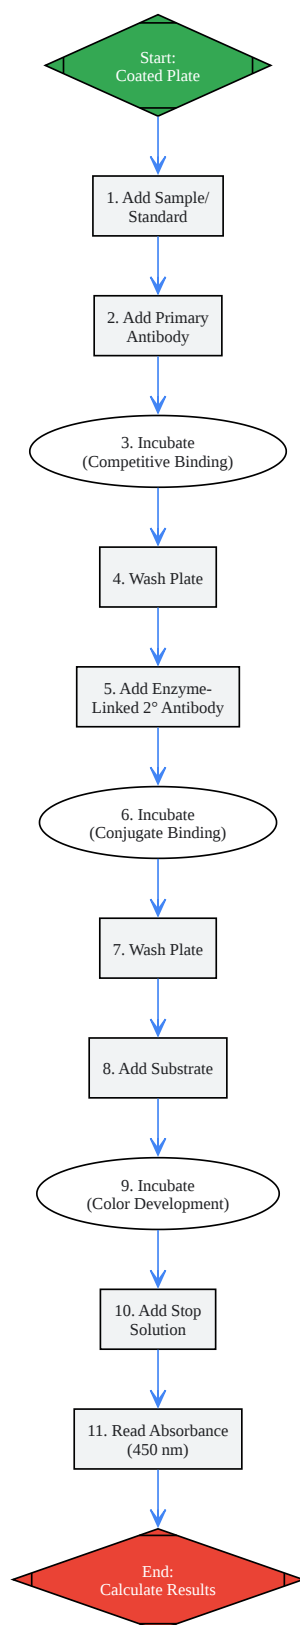 Start:
Coated Plate
1. Add Sample/
Standard
2. Add Primary
Antibody
3. Incubate
(Competitive Binding)
4. Wash Plate
5. Add Enzyme-
Linked 2° Antibody
6. Incubate
(Conjugate Binding)
7. Wash Plate
8. Add Substrate
9. Incubate
(Color Development)
10. Add Stop
Solution
11. Read Absorbance
(450 nm)
End:
Calculate Results